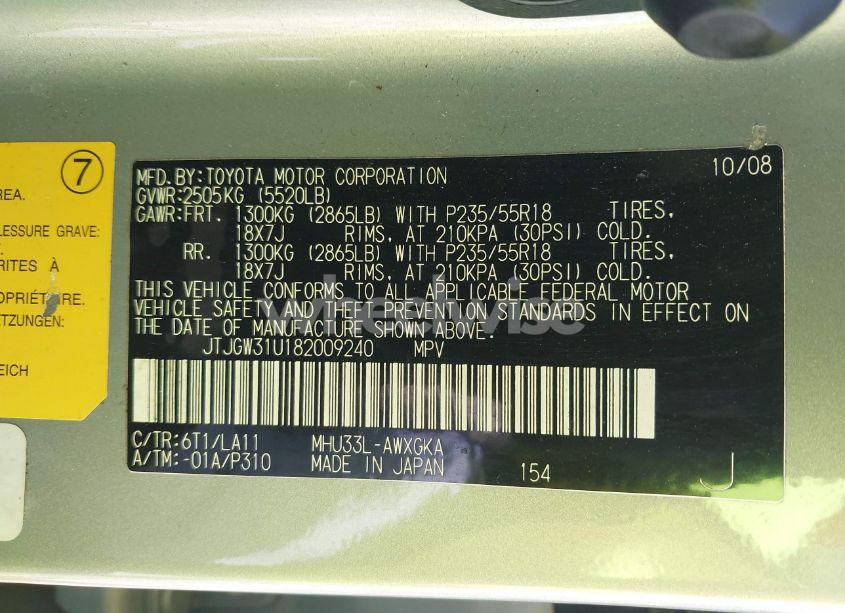 7
REA.
LESSURE GRAVE:
RITES À
OPRIÉTAIRE.
ETZUNGEN:
EICH
MFD. BY: TOYOTA MOTOR CORPORATION 10/08
GVWR: 2505KG (5520LB)
GAWR: FRT. 1300KG (2865LB) WITH P235/55R18 TIRES,
18X7J RIMS, AT 210KPA (30PSI) COLD.
RR. 1300KG (2865LB) WITH P235/55R18 TIRES,
18X7J RIMS, AT 210KPA (30PSI) COLD.
THIS VEHICLE CONFORMS TO ALL APPLICABLE FEDERAL MOTOR
VEHICLE SAFETY AND THEFT PREVENTION STANDARDS IN EFFECT ON
THE DATE OF MANUFACTURE SHOWN ABOVE.
JTJGW31U182009240 MPV
C/TR: 6T1/LA11 MHU33L-AWXGKA
A/TM: -01A/P310 MADE IN JAPAN 154 J
wheelwise